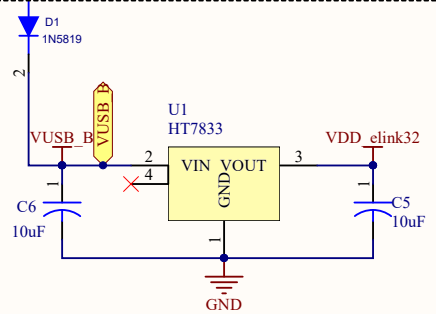 D1
1N5819
2
VUSB_B
VUSB_B
U1
HT7833
VDD_elink32
2
4
VIN
VOUT
GND
3
1
C6
10uF
1
1
C5
10uF
GND